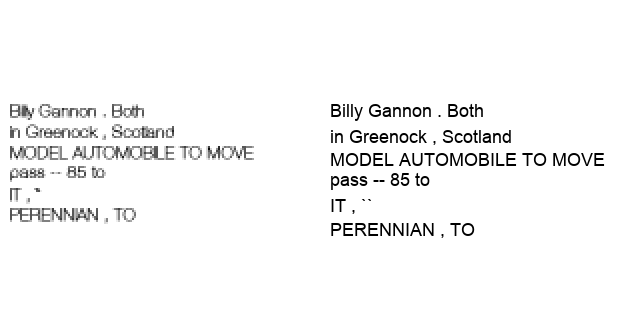 Billy Gannon . Both
in Greenock , Scotland
MODEL AUTOMOBILE TO MOVE
pass -- 85 to
IT , ``
PERENNIAN , TO
Billy Gannon . Both
in Greenock , Scotland
MODEL AUTOMOBILE TO MOVE
pass -- 85 to
IT , ``
PERENNIAN , TO